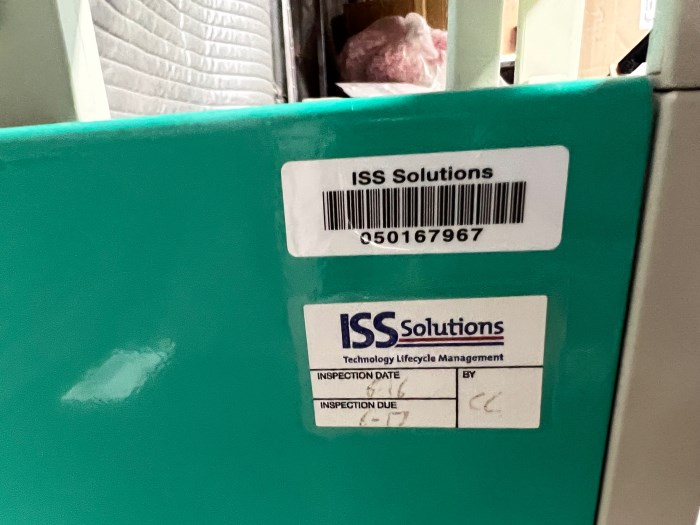 ISS Solutions
050167967
ISS Solutions
Technology Lifecycle Management
INSPECTION DATE
6-16
BY
CC
INSPECTION DUE
6-17